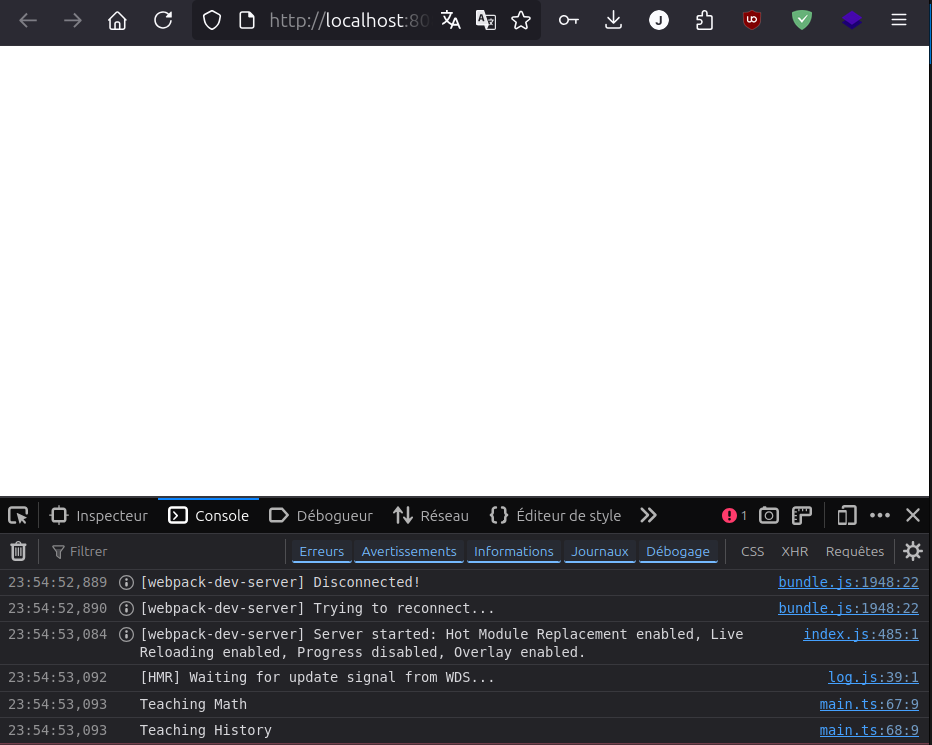 http://localhost:80
J
Inspecteur Console Débogueur Réseau Éditeur de style 1
Filtrer Erreurs Avertissements Informations Journaux Débogage CSS XHR Requêtes
23:54:52,889 [webpack-dev-server] Disconnected! bundle.js:1948:22
23:54:52,890 [webpack-dev-server] Trying to reconnect... bundle.js:1948:22
23:54:53,084 [webpack-dev-server] Server started: Hot Module Replacement enabled, Live index.js:485:1
Reloading enabled, Progress disabled, Overlay enabled.
23:54:53,092 [HMR] Waiting for update signal from WDS... log.js:39:1
23:54:53,093 Teaching Math main.ts:67:9
23:54:53,093 Teaching History main.ts:68:9